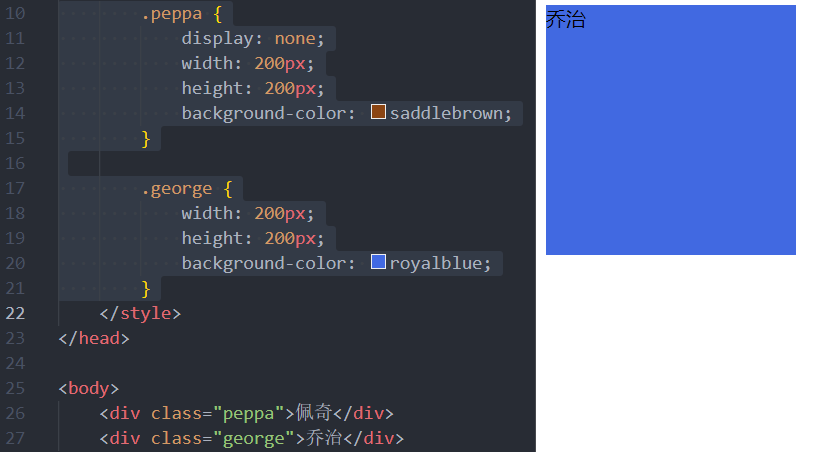 10 .peppa {
11 display: none;
12 width: 200px;
13 height: 200px;
14 background-color: saddlebrown;
15 }
16
17 .george {
18 width: 200px;
19 height: 200px;
20 background-color: royalblue;
21 }
22 </style>
23 </head>
24
25 <body>
26 <div class="peppa">佩奇</div>
27 <div class="george">乔治</div>
乔治